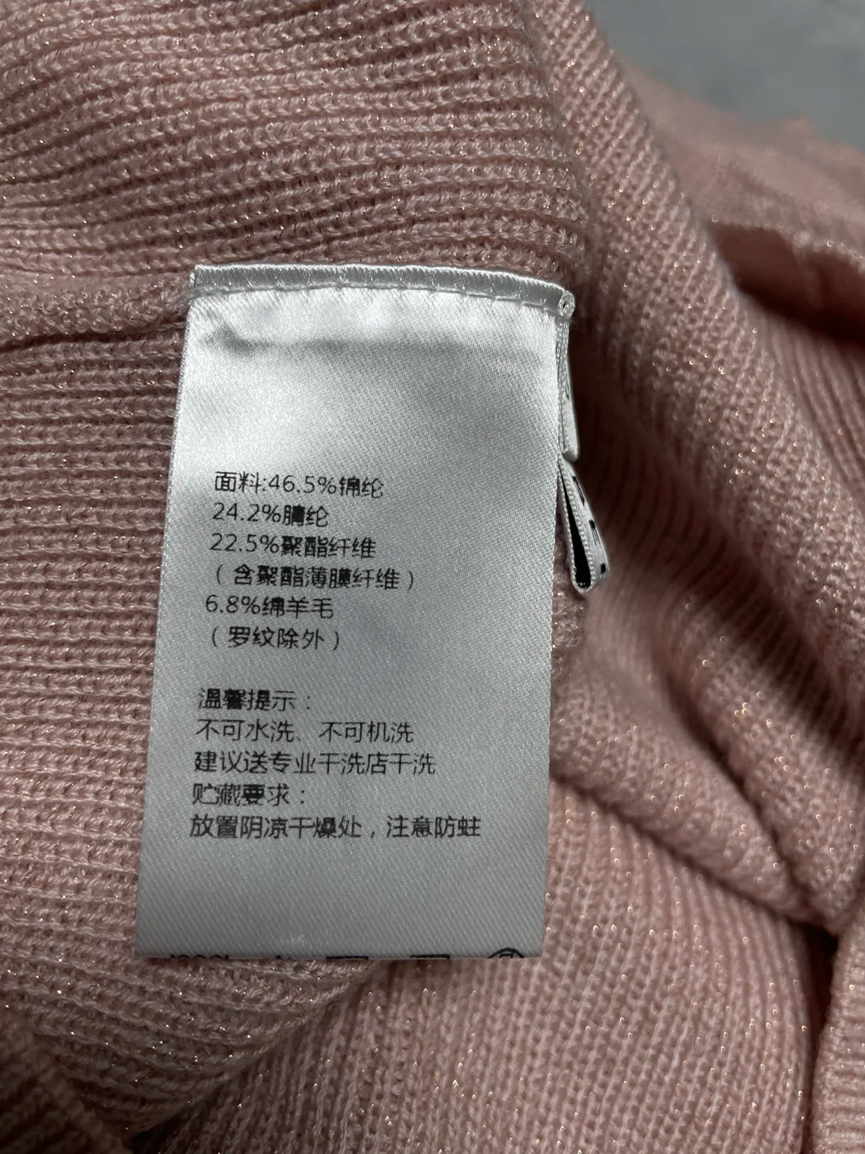 面料:46.5%锦纶
24.2%腈纶
22.5%聚酯纤维
（含聚酯薄膜纤维）
6.8%绵羊毛
（罗纹除外）
温馨提示：
不可水洗、不可机洗
建议送专业干洗店干洗
贮藏要求：
放置阴凉干燥处，注意防蛀